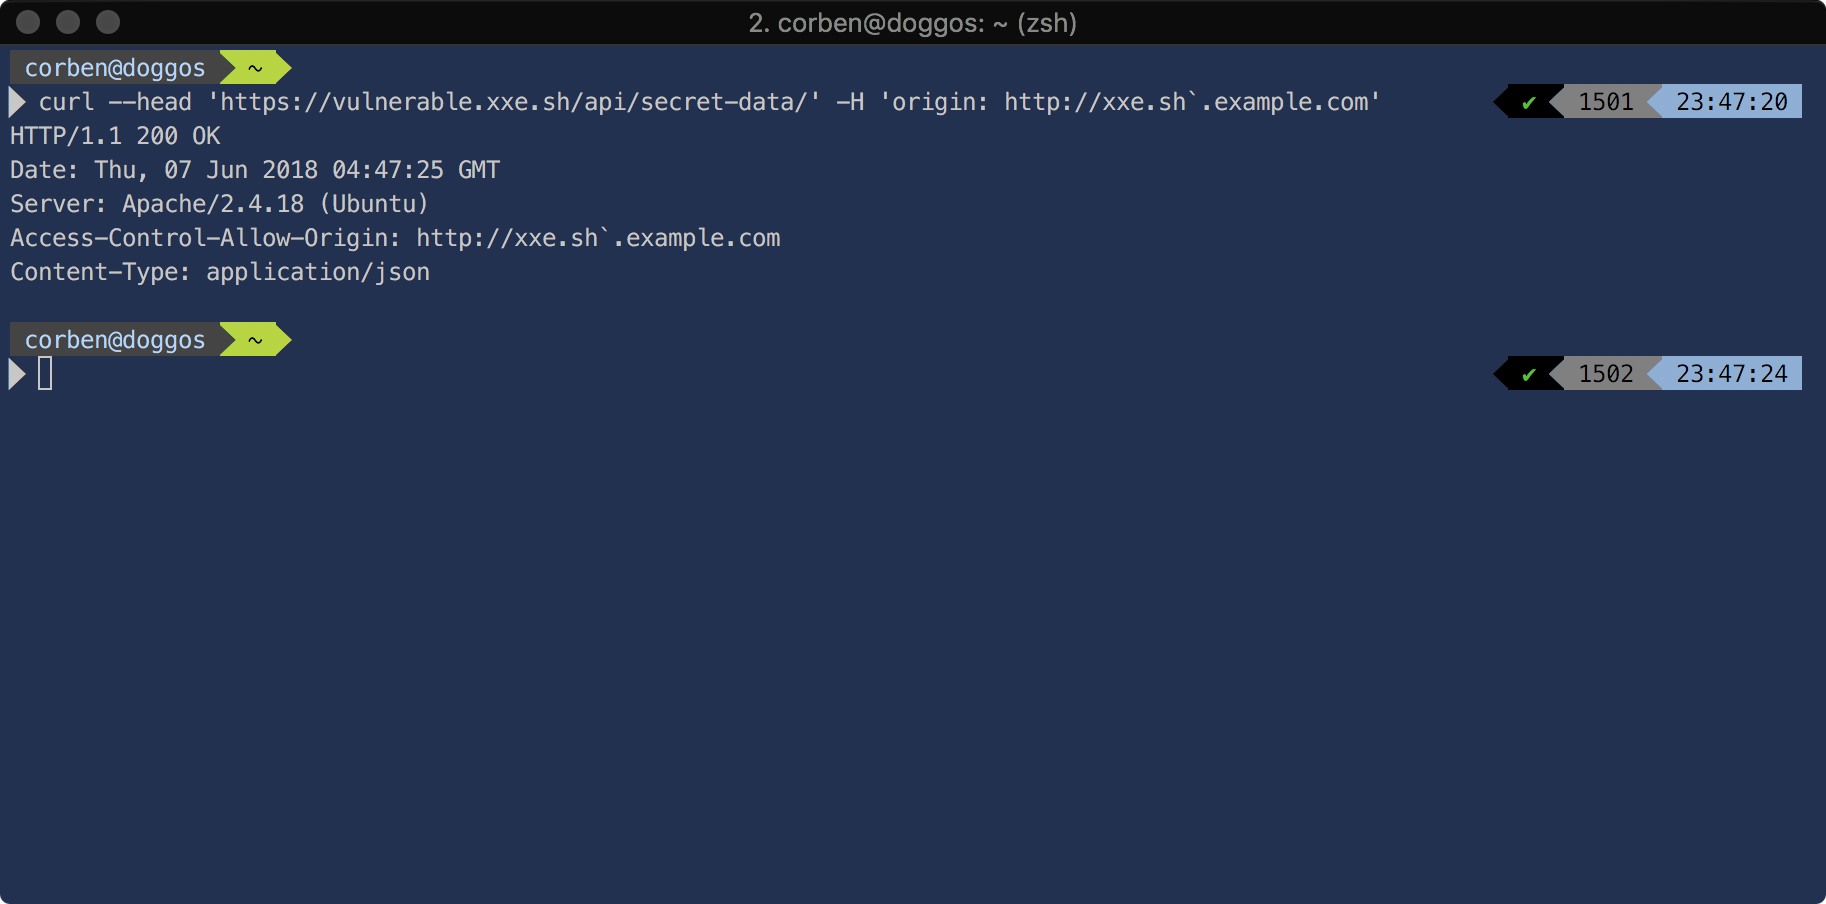 2. corben@doggos: ~ (zsh)
corben@doggos ~
curl --head 'https://vulnerable.xxe.sh/api/secret-data/' -H 'origin: http://xxe.sh`.example.com' ✔ 1501 23:47:20
HTTP/1.1 200 OK
Date: Thu, 07 Jun 2018 04:47:25 GMT
Server: Apache/2.4.18 (Ubuntu)
Access-Control-Allow-Origin: http://xxe.sh`.example.com
Content-Type: application/json
corben@doggos ~
✔ 1502 23:47:24